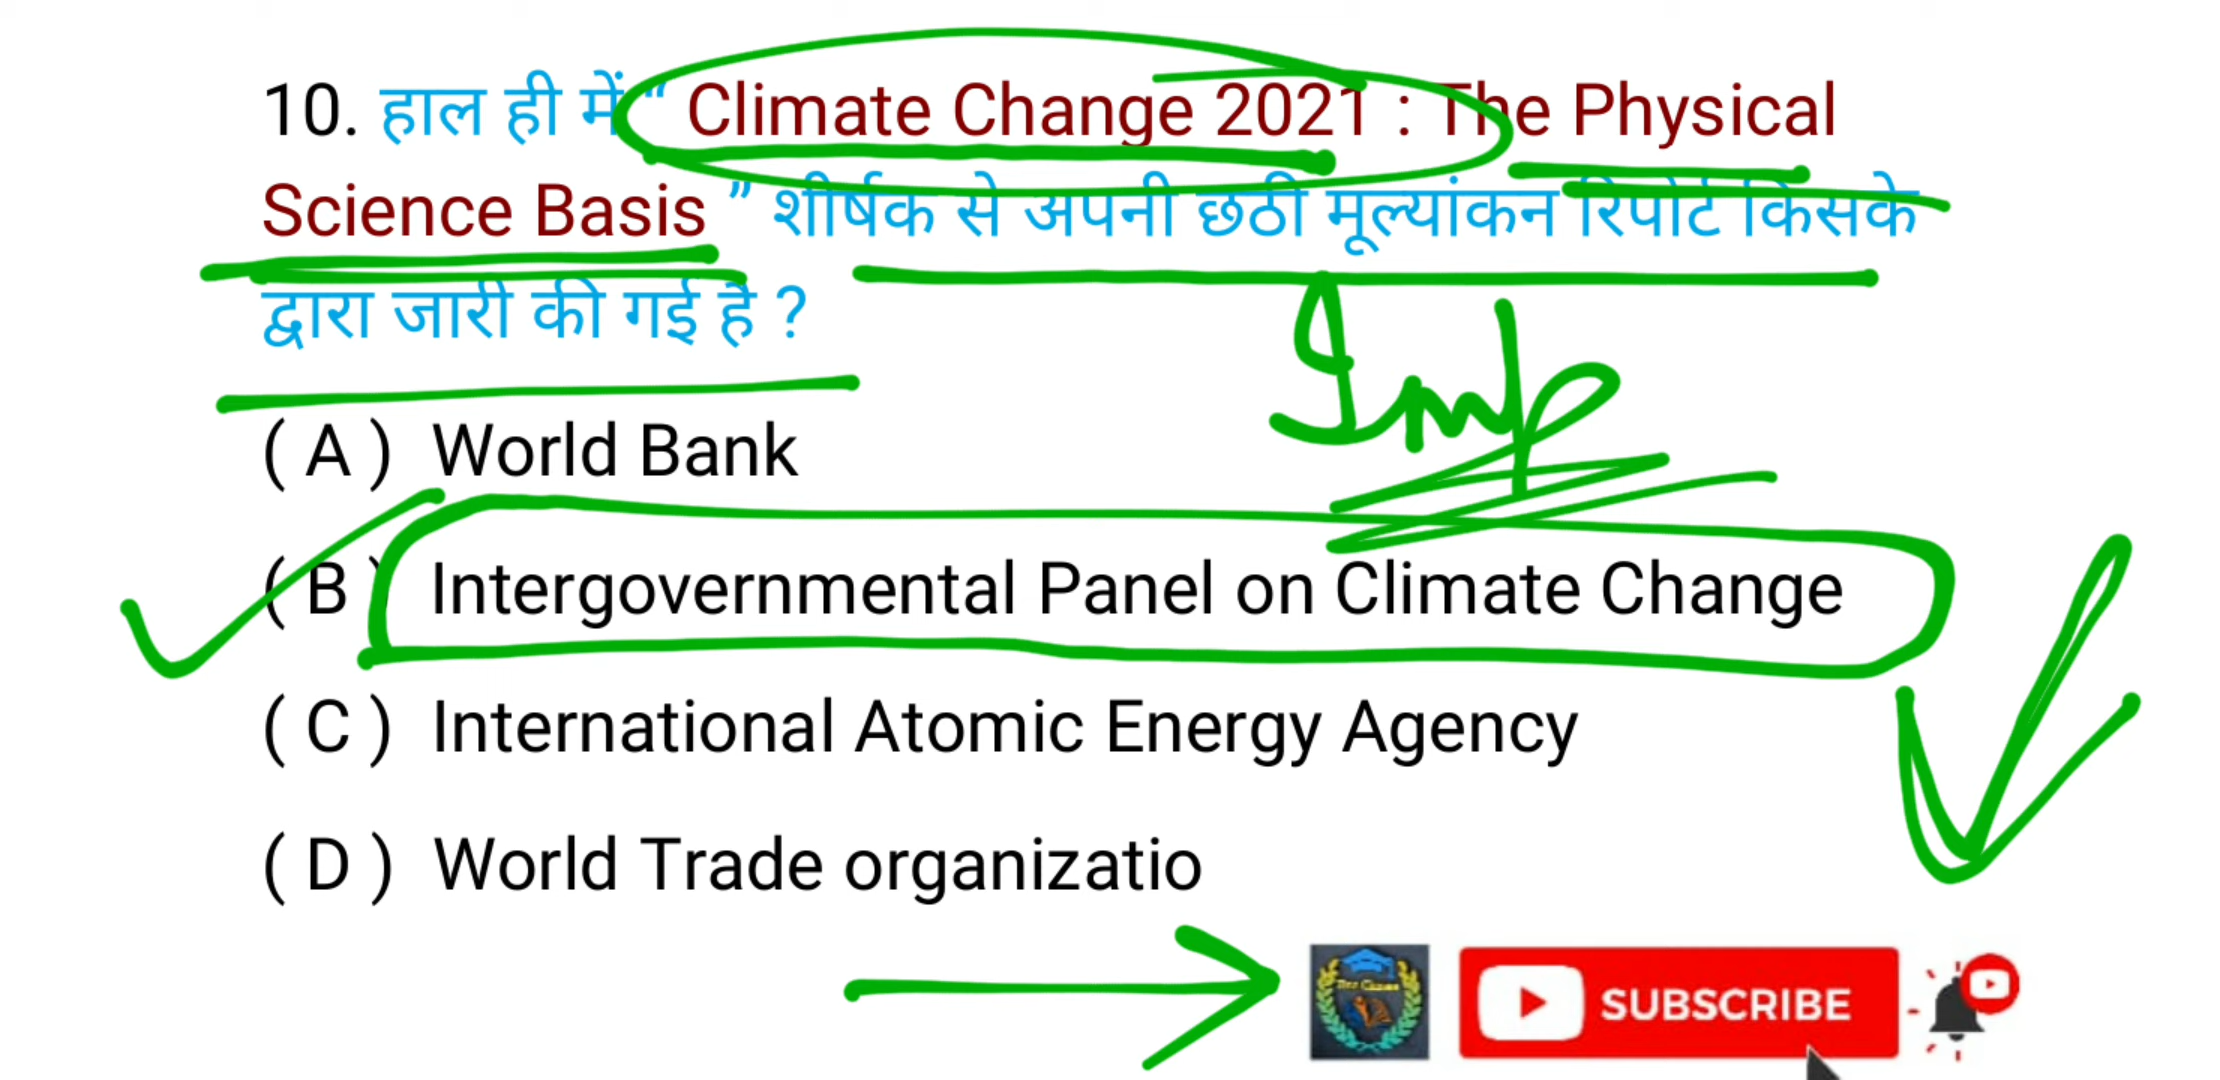 10. हाल ही में “ Climate Change 2021 : The Physical
Science Basis ” शीर्षक से अपनी छठी मूल्यांकन रिपोर्ट किसके
द्वारा जारी की गई है ?
Imp
( A ) World Bank
( B ) Intergovernmental Panel on Climate Change
( C ) International Atomic Energy Agency
( D ) World Trade organizatio
SUBSCRIBE